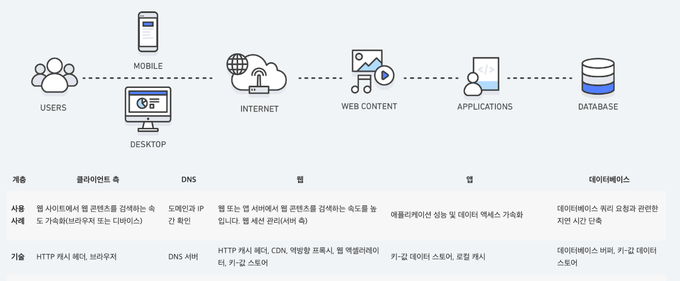 MOBILE
USERS
INTERNET
WEB CONTENT
APPLICATIONS
DATABASE
DESKTOP
계층 클라이언트 측 DNS 웹 앱 데이터베이스
사용 사례
웹 사이트에서 웹 콘텐츠를 검색하는 속
도 가속화(브라우저 또는 디바이스)
도메인과 IP
간 확인
웹 또는 앱 서버에서 웹 콘텐츠를 검색하는 속도를 높
입니다. 웹 세션 관리(서버 측)
애플리케이션 성능 및 데이터 액세스 가속화
데이터베이스 쿼리 요청과 관련한
지연 시간 단축
기술
HTTP 캐시 헤더, 브라우저
DNS 서버
HTTP 캐시 헤더, CDN, 역방향 프록시, 웹 액셀러레이
터, 키-값 스토어
키-값 데이터 스토어, 로컬 캐시
데이터베이스 버퍼, 키-값 데이터
스토어